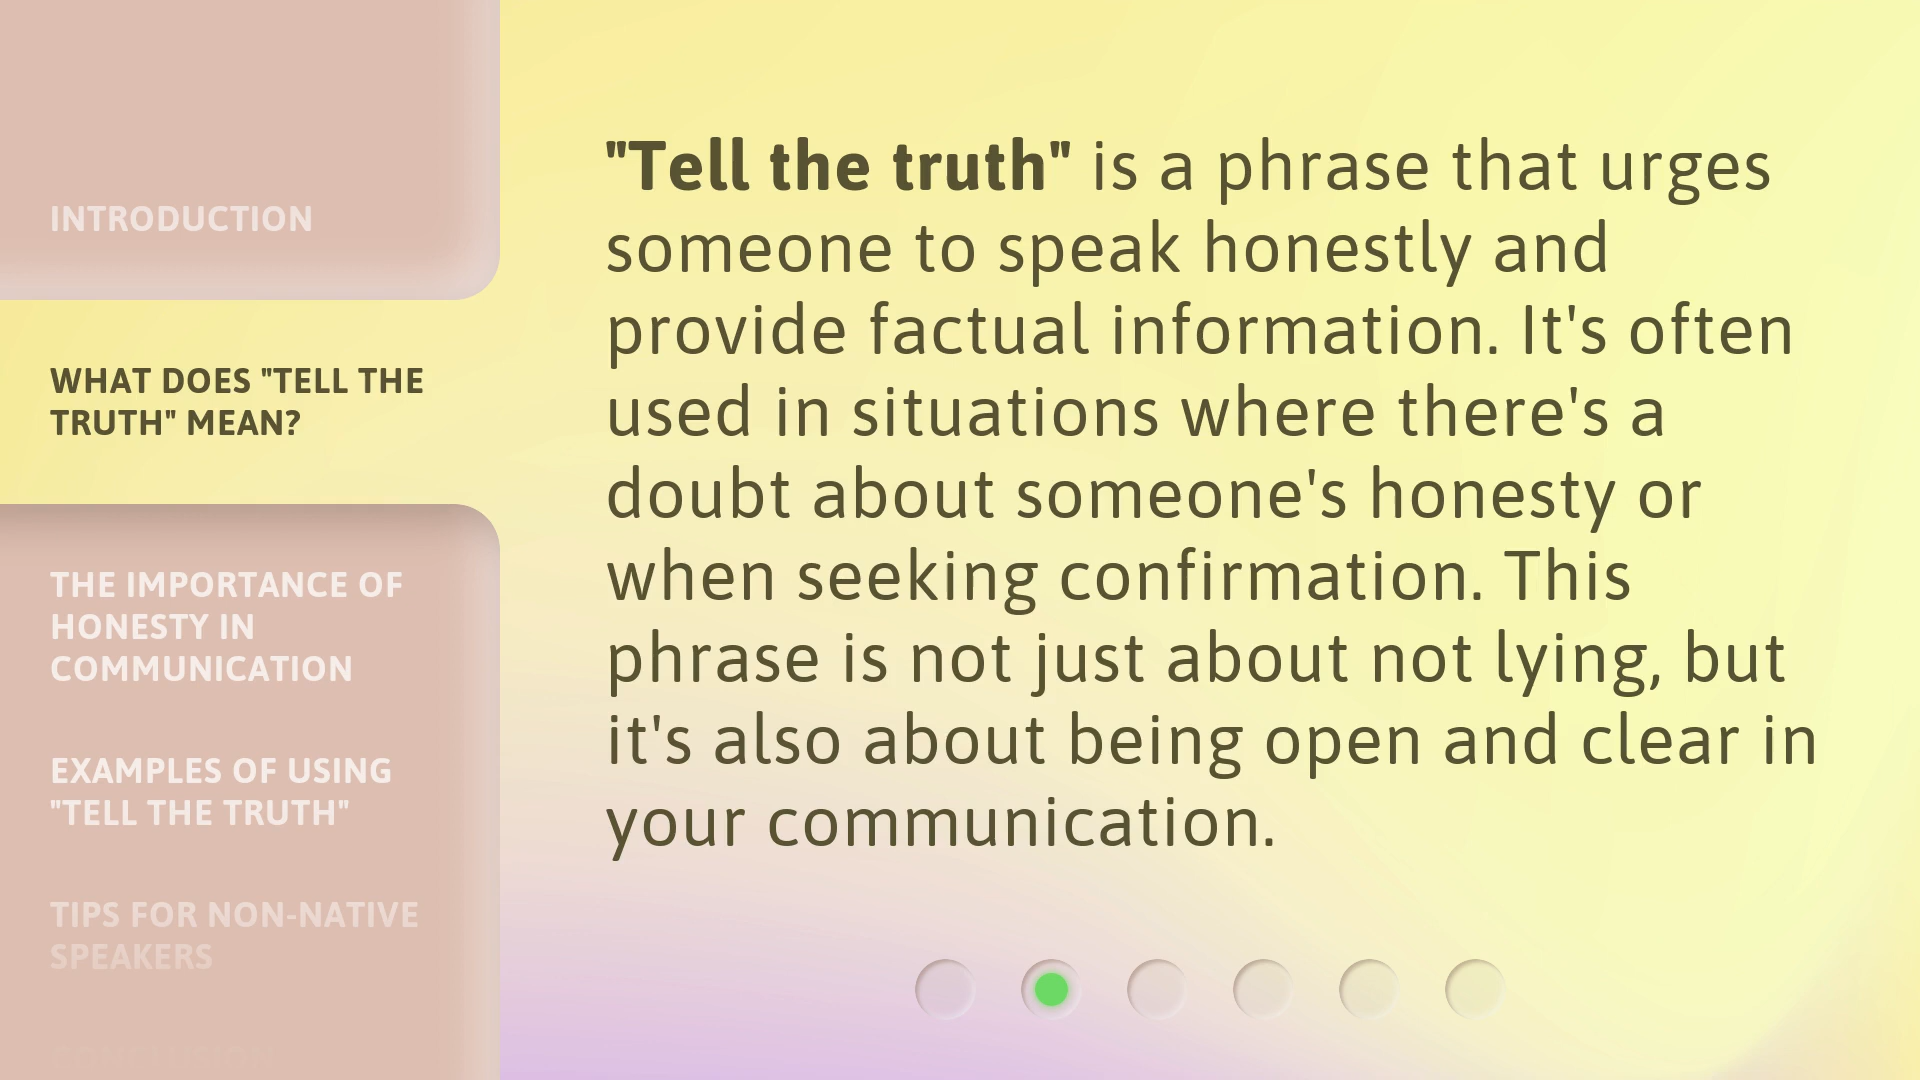 INTRODUCTION
WHAT DOES "TELL THE
TRUTH" MEAN?
THE IMPORTANCE OF
HONESTY IN
COMMUNICATION
EXAMPLES OF USING
"TELL THE TRUTH"
TIPS FOR NON-NATIVE
SPEAKERS
CONCLUSION
"Tell the truth" is a phrase that urges
someone to speak honestly and
provide factual information. It's often
used in situations where there's a
doubt about someone's honesty or
when seeking confirmation. This
phrase is not just about not lying, but
it's also about being open and clear in
your communication.